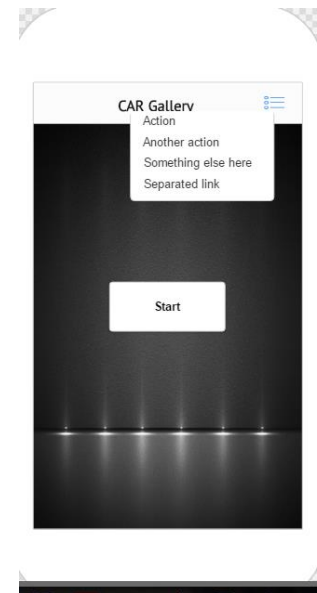 CAR Gallery
Action
Another action
Something else here
Separated link
Start